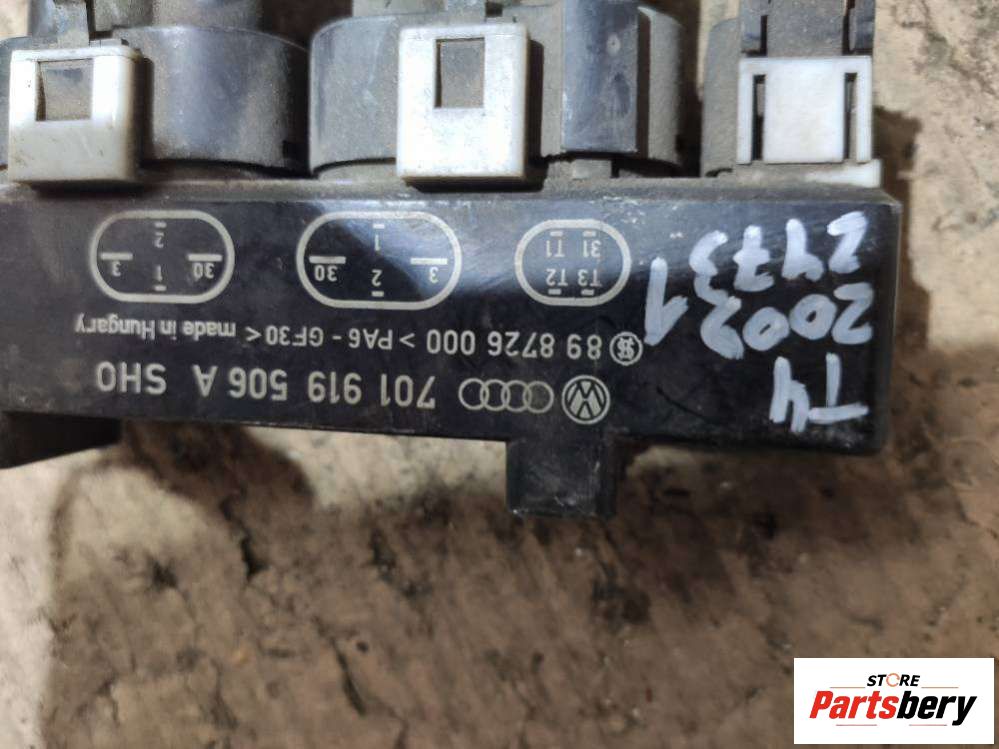 701 919 506 A SHO
89 8726 000 >PA6-GF30< made in Hungary
T3 T2
31 T1
3 2 30
1
30 1 3
2
T4
2473
STORE
Partsbery